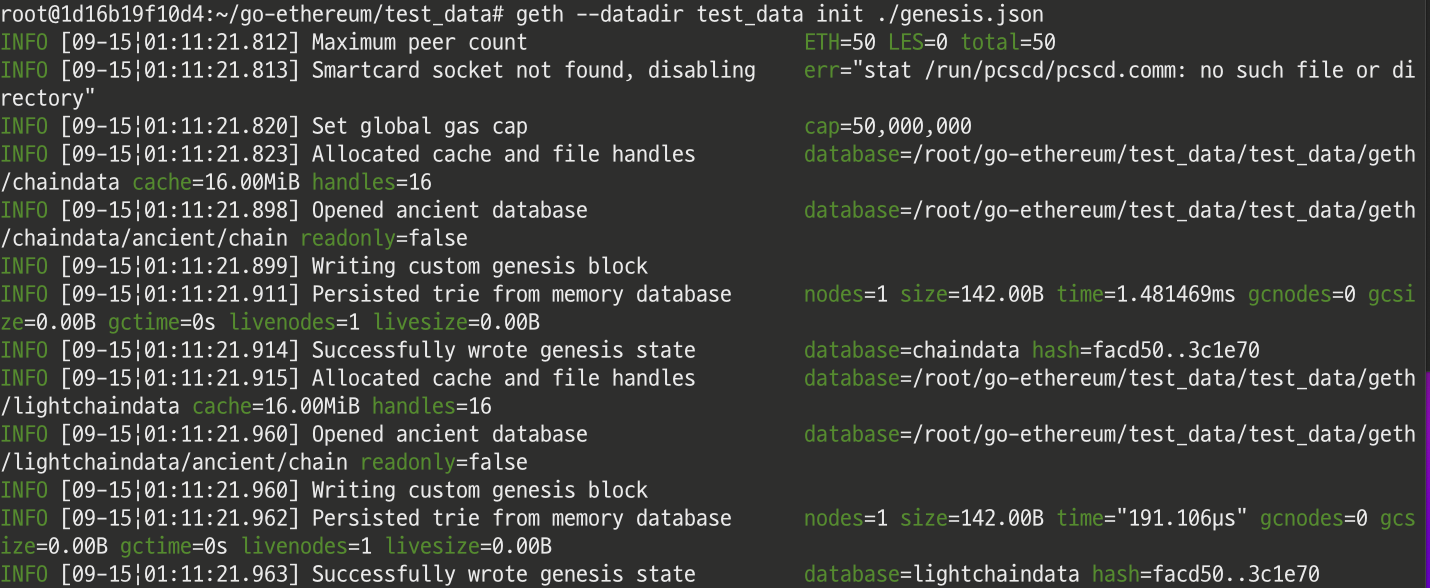 root@1d16b19f10d4:~/go-ethereum/test_data# geth --datadir test_data init ./genesis.json
INFO [09-15|01:11:21.812] Maximum peer count                       ETH=50 LES=0 total=50
INFO [09-15|01:11:21.813] Smartcard socket not found, disabling    err="stat /run/pcscd/pcscd.comm: no such file or di
rectory"
INFO [09-15|01:11:21.820] Set global gas cap                       cap=50,000,000
INFO [09-15|01:11:21.823] Allocated cache and file handles         database=/root/go-ethereum/test_data/test_data/geth
/chaindata cache=16.00MiB handles=16
INFO [09-15|01:11:21.898] Opened ancient database                  database=/root/go-ethereum/test_data/test_data/geth
/chaindata/ancient/chain readonly=false
INFO [09-15|01:11:21.899] Writing custom genesis block
INFO [09-15|01:11:21.911] Persisted trie from memory database      nodes=1 size=142.00B time=1.481469ms gcnodes=0 gcsi
ze=0.00B gctime=0s livenodes=1 livesize=0.00B
INFO [09-15|01:11:21.914] Successfully wrote genesis state         database=chaindata hash=facd50..3c1e70
INFO [09-15|01:11:21.915] Allocated cache and file handles         database=/root/go-ethereum/test_data/test_data/geth
/lightchaindata cache=16.00MiB handles=16
INFO [09-15|01:11:21.960] Opened ancient database                  database=/root/go-ethereum/test_data/test_data/geth
/lightchaindata/ancient/chain readonly=false
INFO [09-15|01:11:21.960] Writing custom genesis block
INFO [09-15|01:11:21.962] Persisted trie from memory database      nodes=1 size=142.00B time="191.106µs" gcnodes=0 gcs
ize=0.00B gctime=0s livenodes=1 livesize=0.00B
INFO [09-15|01:11:21.963] Successfully wrote genesis state         database=lightchaindata hash=facd50..3c1e70